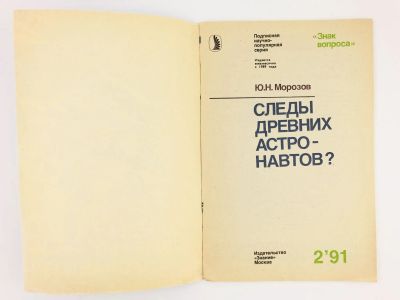 Подписная
научно-
популярная
серия
«Знак
вопроса»
Издается
ежемесячно
с 1989 года
Ю.Н. Морозов
СЛЕДЫ
ДРЕВНИХ
АСТРО-
НАВТОВ?
Издательство
«Знание»
Москва
2'91